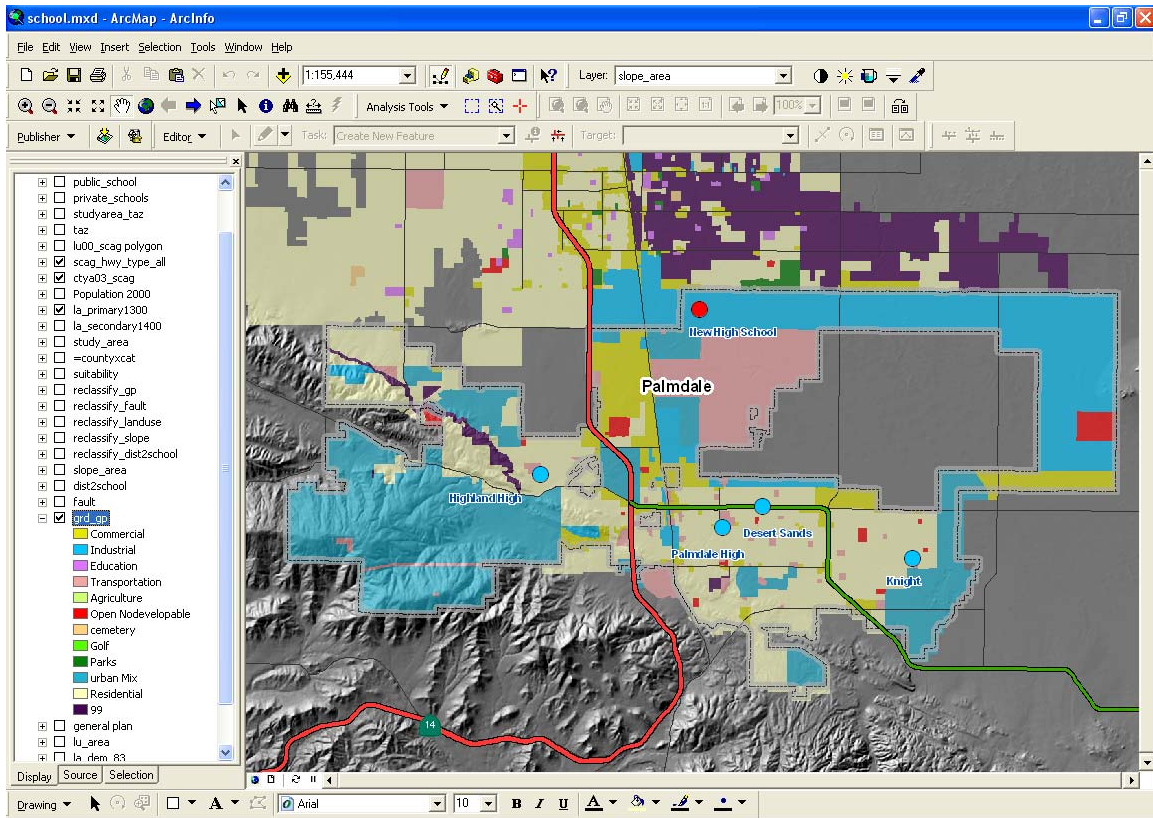 school.mxd - ArcMap - ArcInfo
File Edit View Insert Selection Tools Window Help
1:155,444
Layer: slope_area
Analysis Tools
100%
Publisher
Editor
Task: Create New Feature
Target:
public_school
private_schools
studyarea_taz
taz
lu00_scag polygon
scag_hwy_type_all
ctya03_scag
Population 2000
la_primary1300
la_secondary1400
study_area
=countyxcat
suitability
reclassify_gp
reclassify_fault
reclassify_landuse
reclassify_slope
reclassify_dist2school
slope_area
dist2school
fault
grd_gp
Commercial
Industrial
Education
Transportation
Agriculture
Open Nodevelopable
cemetery
Golf
Parks
urban Mix
Residential
99
general plan
lu_area
la_dem_83
New High School
Palmdale
Highland High
Desert Sands
Palmdale High
Knight
14
Display Source Selection
Drawing
A
Arial
10
B I U A